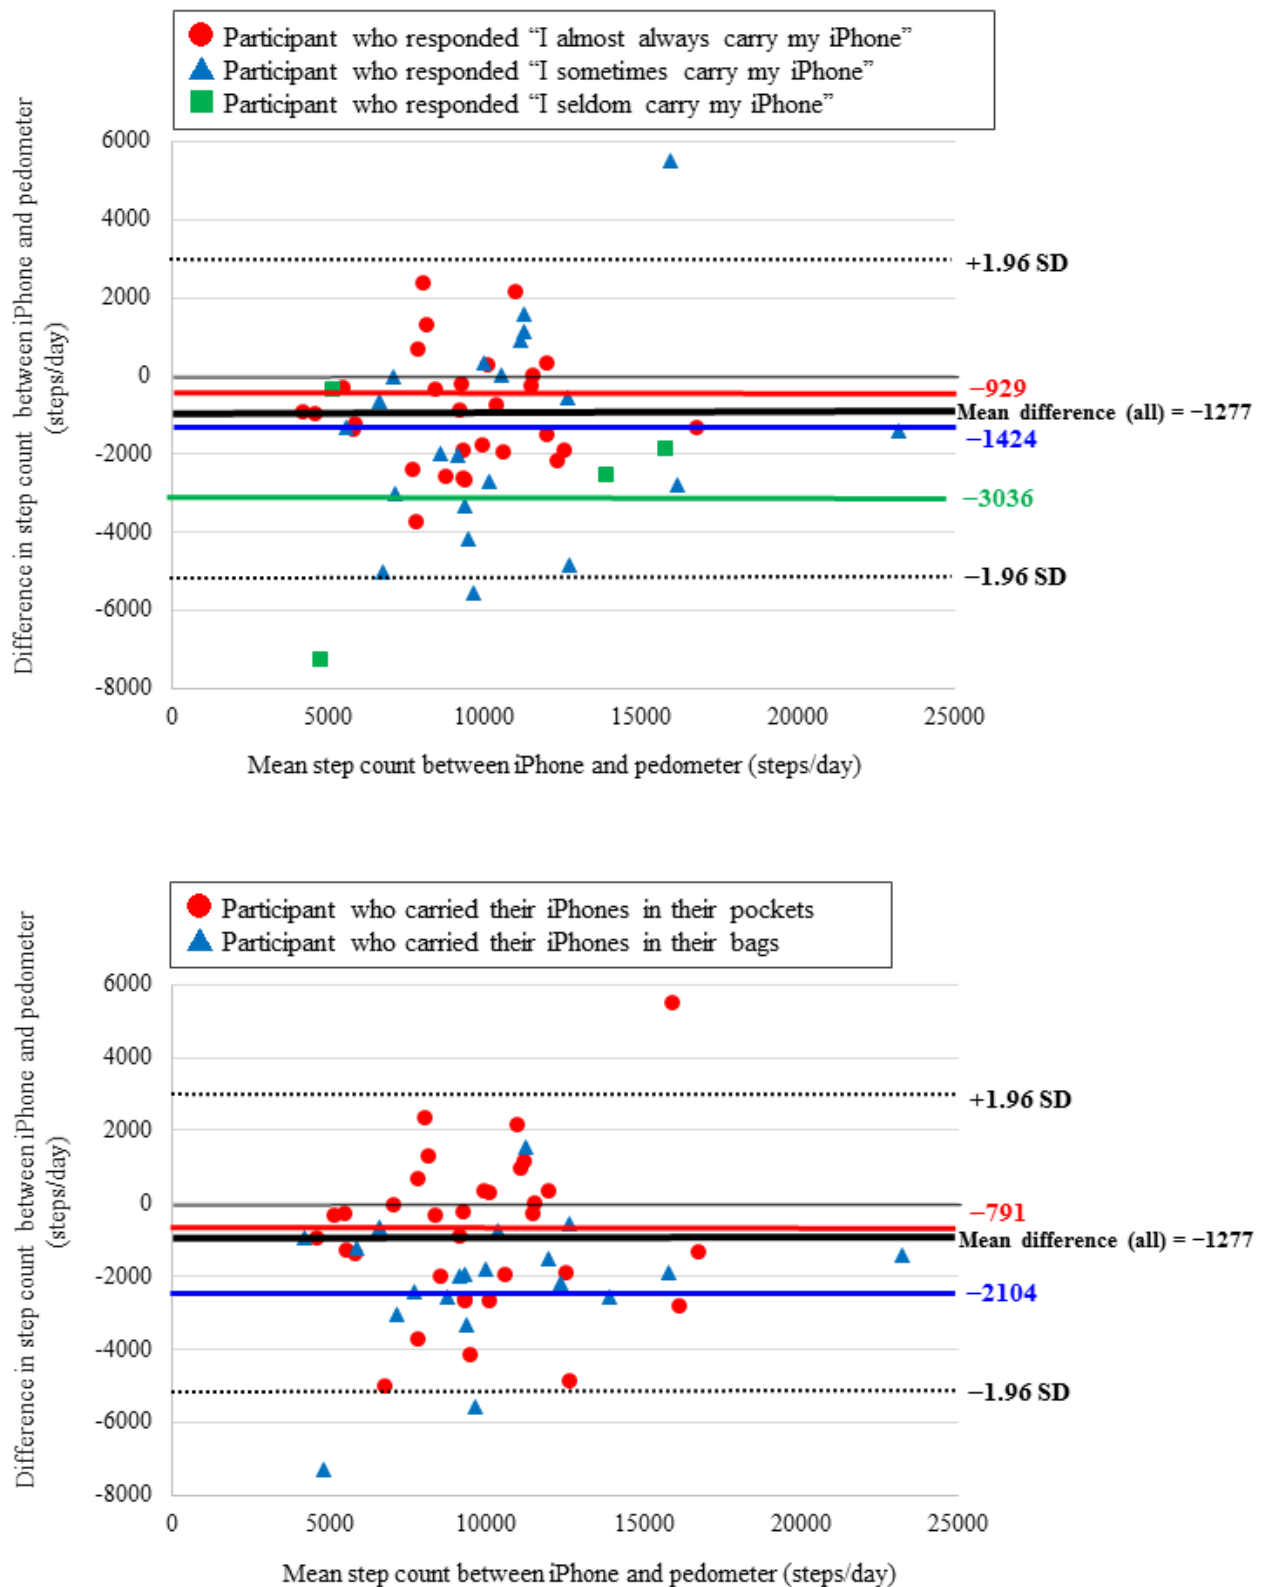 Participant who responded “I almost always carry my iPhone”
Participant who responded “I sometimes carry my iPhone”
Participant who responded “I seldom carry my iPhone”
Difference in step count between iPhone and pedometer
(steps/day)
6000
4000
2000
0
-2000
-4000
-6000
-8000
+1.96 SD
−929
Mean difference (all) = −1277
−1424
−3036
−1.96 SD
0
5000
10000
15000
20000
25000
Mean step count between iPhone and pedometer (steps/day)
Participant who carried their iPhones in their pockets
Participant who carried their iPhones in their bags
Difference in step count between iPhone and pedometer
(steps/day)
6000
4000
2000
0
-2000
-4000
-6000
-8000
+1.96 SD
−791
Mean difference (all) = −1277
−2104
−1.96 SD
0
5000
10000
15000
20000
25000
Mean step count between iPhone and pedometer (steps/day)